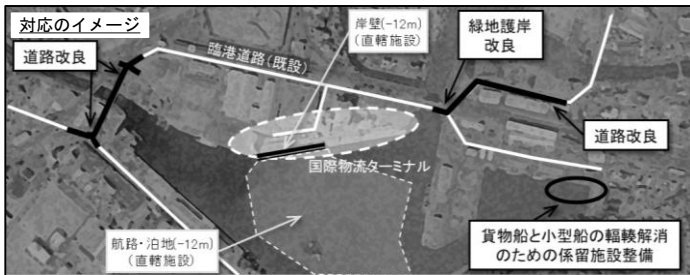 対応のイメージ
道路改良
臨港道路(既設)
岸壁(-12m)
(直轄施設)
緑地護岸
改良
道路改良
国際物流ターミナル
航路・泊地(-12m)
(直轄施設)
貨物船と小型船の輻輳解消
のための係留施設整備